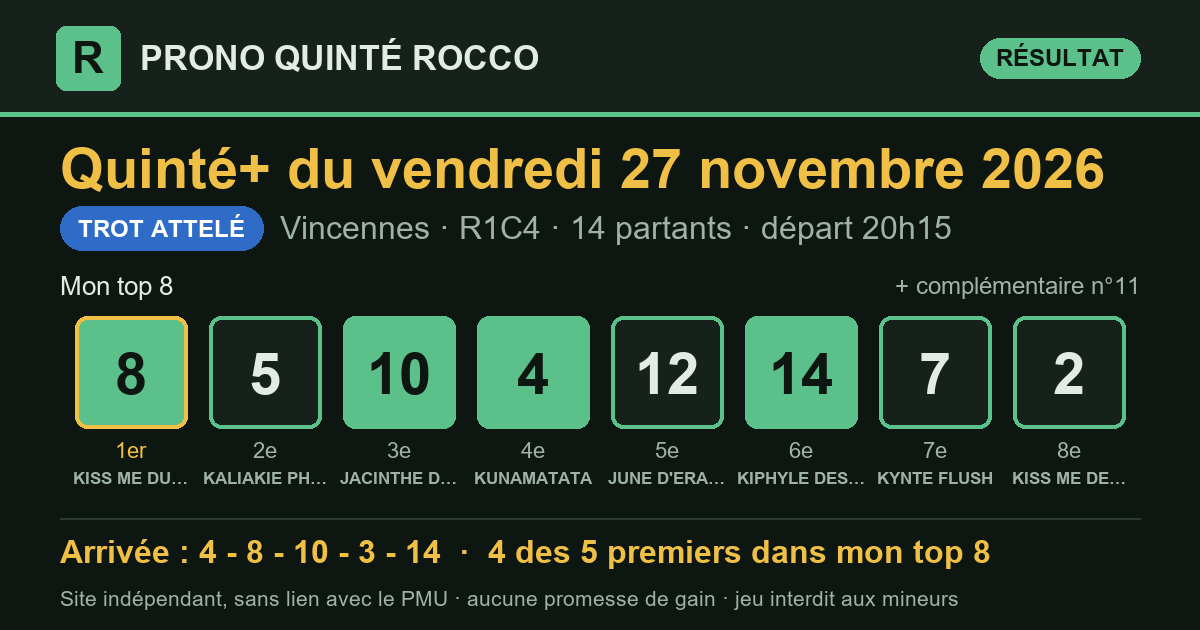 R PRONO QUINTÉ ROCCO RÉSULTAT
Quinté+ du vendredi 27 novembre 2026
TROT ATTELÉ Vincennes · R1C4 · 14 partants · départ 20h15
Mon top 8 + complémentaire n°11
8 5 10 4 12 14 7 2
1er 2e 3e 4e 5e 6e 7e 8e
KISS ME DU... KALIAKIE PH... JACINTHE D... KUNAMATATA JUNE D'ERA... KIPHYLE DES... KYNTE FLUSH KISS ME DE...
Arrivée : 4 - 8 - 10 - 3 - 14 · 4 des 5 premiers dans mon top 8
Site indépendant, sans lien avec le PMU · aucune promesse de gain · jeu interdit aux mineurs